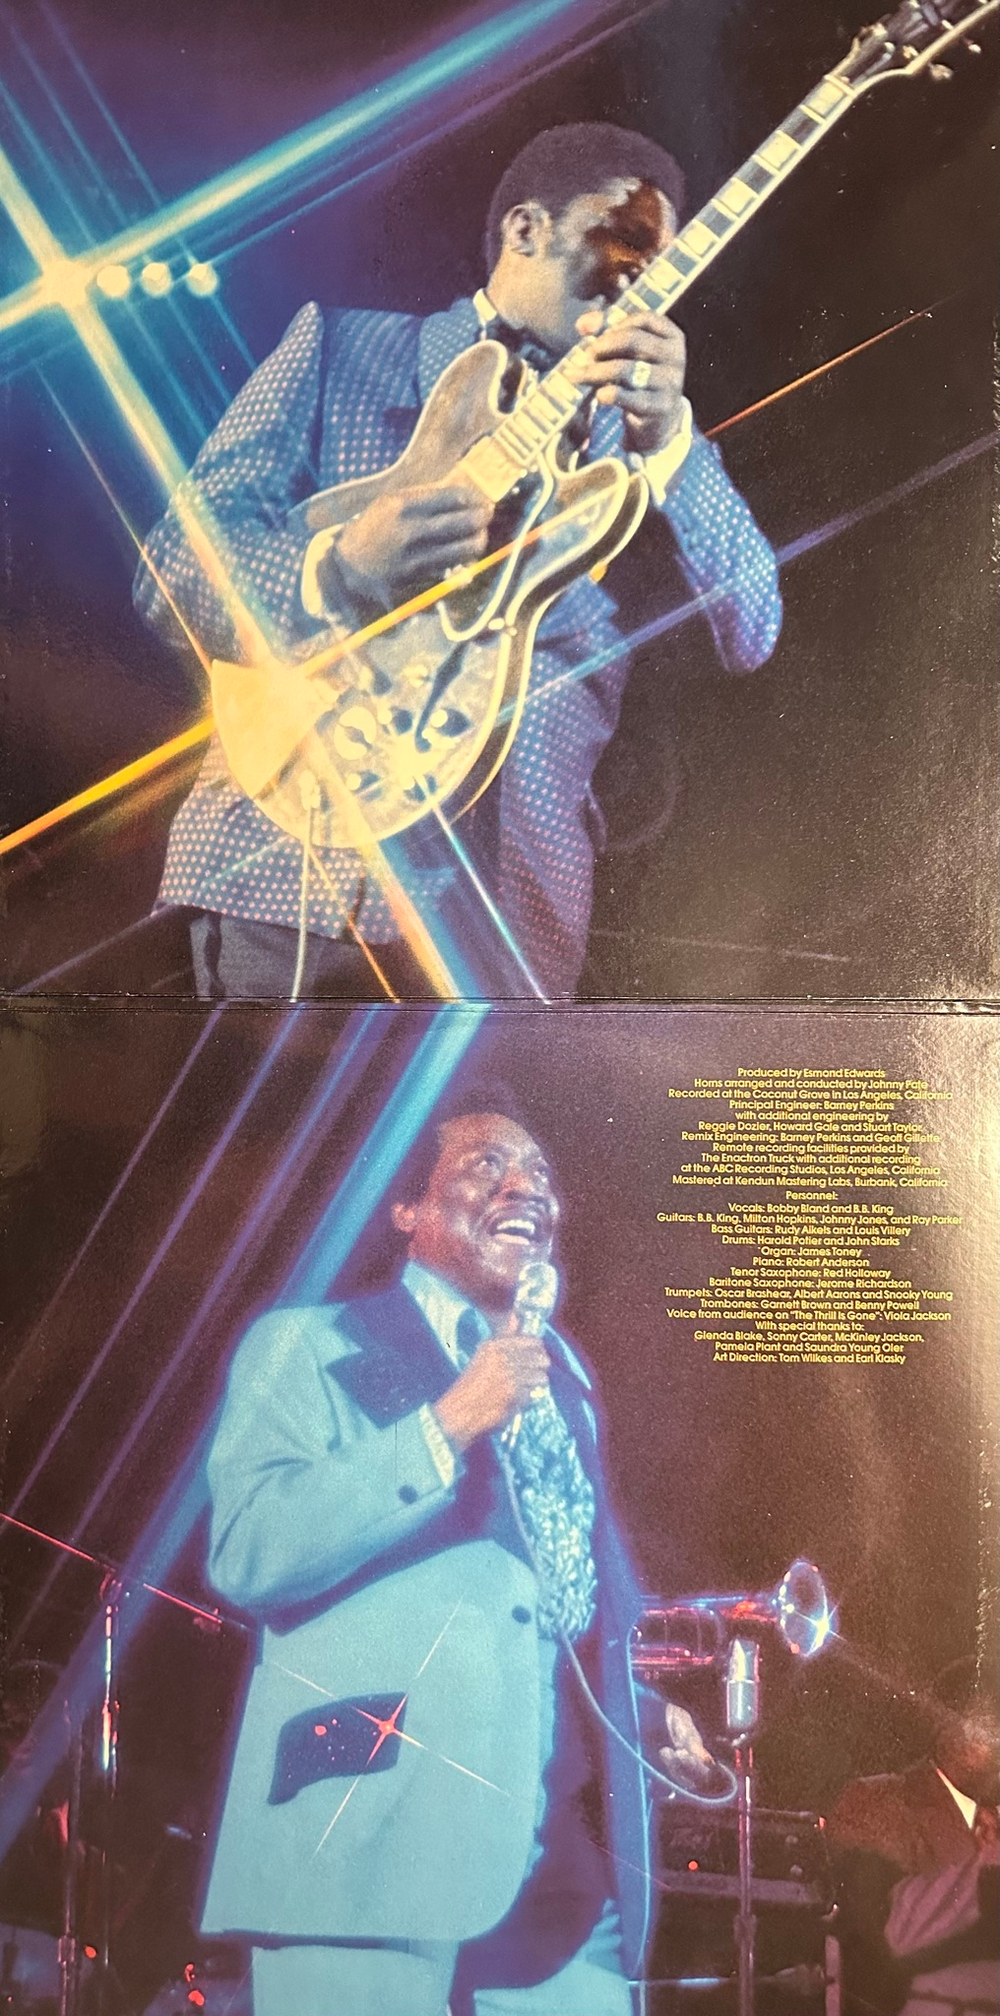 Produced by Esmond Edwards
Horns arranged and conducted by Johnny Pate
Recorded at the Coconut Grove in Los Angeles, California
Principal Engineer: Barney Perkins
with additional engineering by
Reggie Dozier, Howard Gale and Stuart Taylor
Remix Engineering: Barney Perkins and Geoff Gillette
Remote recording facilities provided by
The Enactron Truck with additional recording
at the ABC Recording Studios, Los Angeles, California
Mastered at Kendun Mastering Labs, Burbank, California
Personnel:
Vocals: Bobby Bland and B.B. King
Guitars: B.B. King, Milton Hopkins, Johnny Jones, and Ray Parker
Bass Guitars: Rudy Aikels and Louis Villery
Drums: Harold Potier and John Starks
Organ: James Toney
Piano: Robert Anderson
Tenor Saxophone: Red Holloway
Baritone Saxophone: Jerome Richardson
Trumpets: Oscar Brashear, Albert Aarons and Snooky Young
Trombones: Garnett Brown and Benny Powell
Voice from audience on "The Thrill Is Gone": Viola Jackson
With special thanks to:
Glenda Blake, Sonny Carter, McKinley Jackson,
Pamela Plant and Saundra Young Oler
Art Direction: Tom Wilkes and Earl Klasky